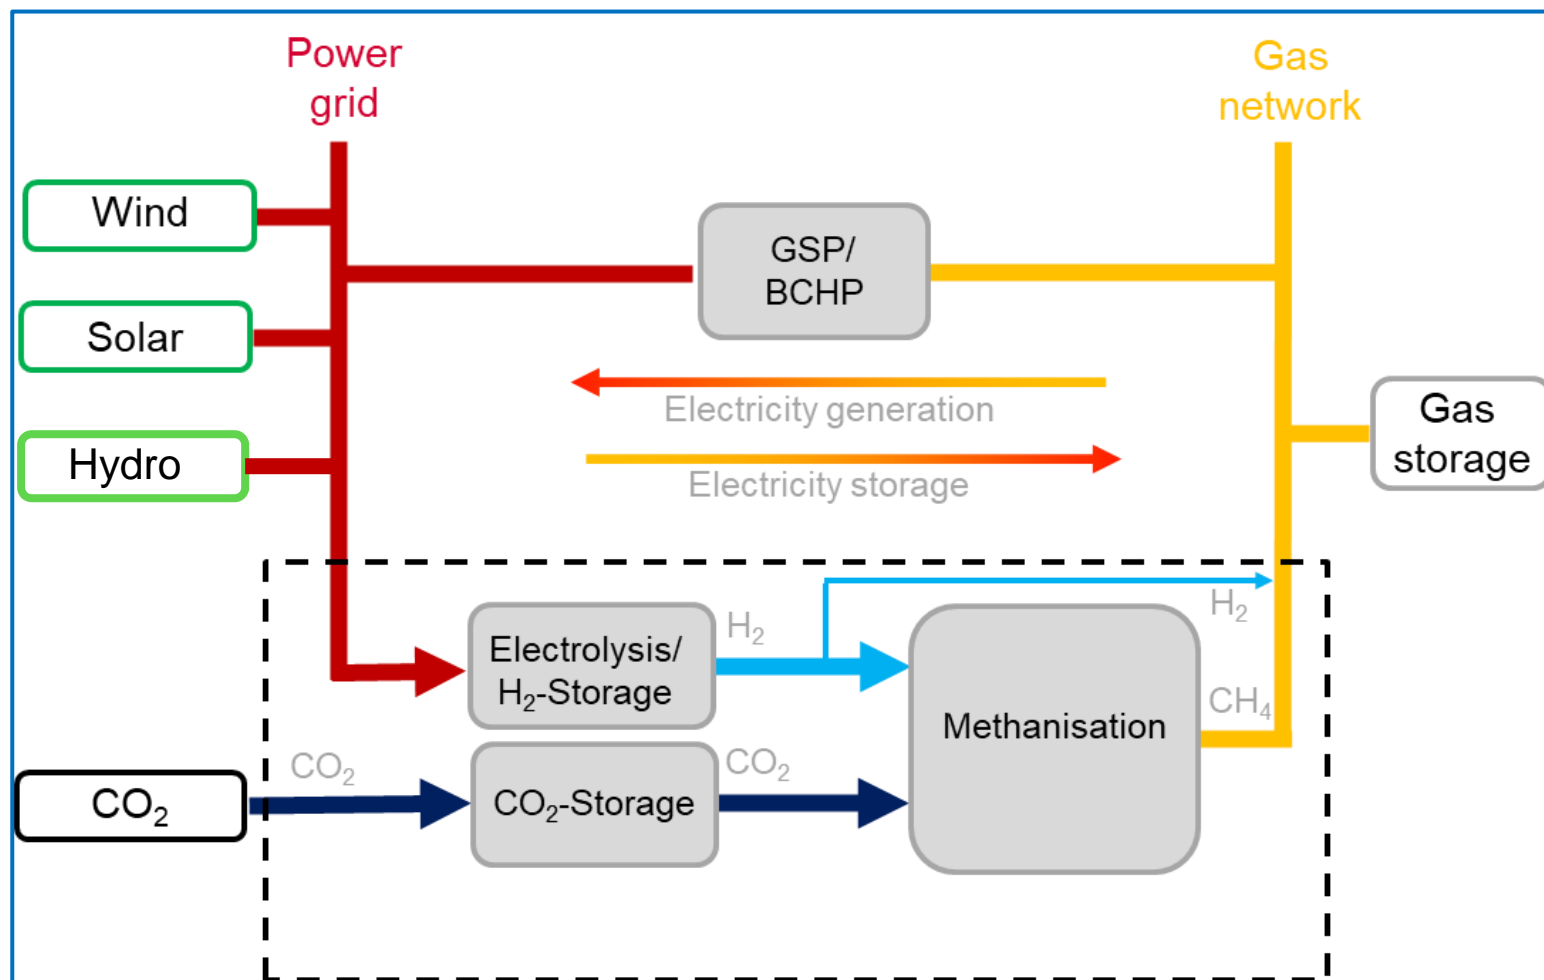 Power
grid
Gas
network
Wind
GSP/
BCHP
Solar
Electricity generation
Gas
storage
Hydro
Electricity storage
H₂
H₂
Electrolysis/
H₂-Storage
CH₄
Methanisation
CO₂
CO₂
CO₂
CO₂-Storage